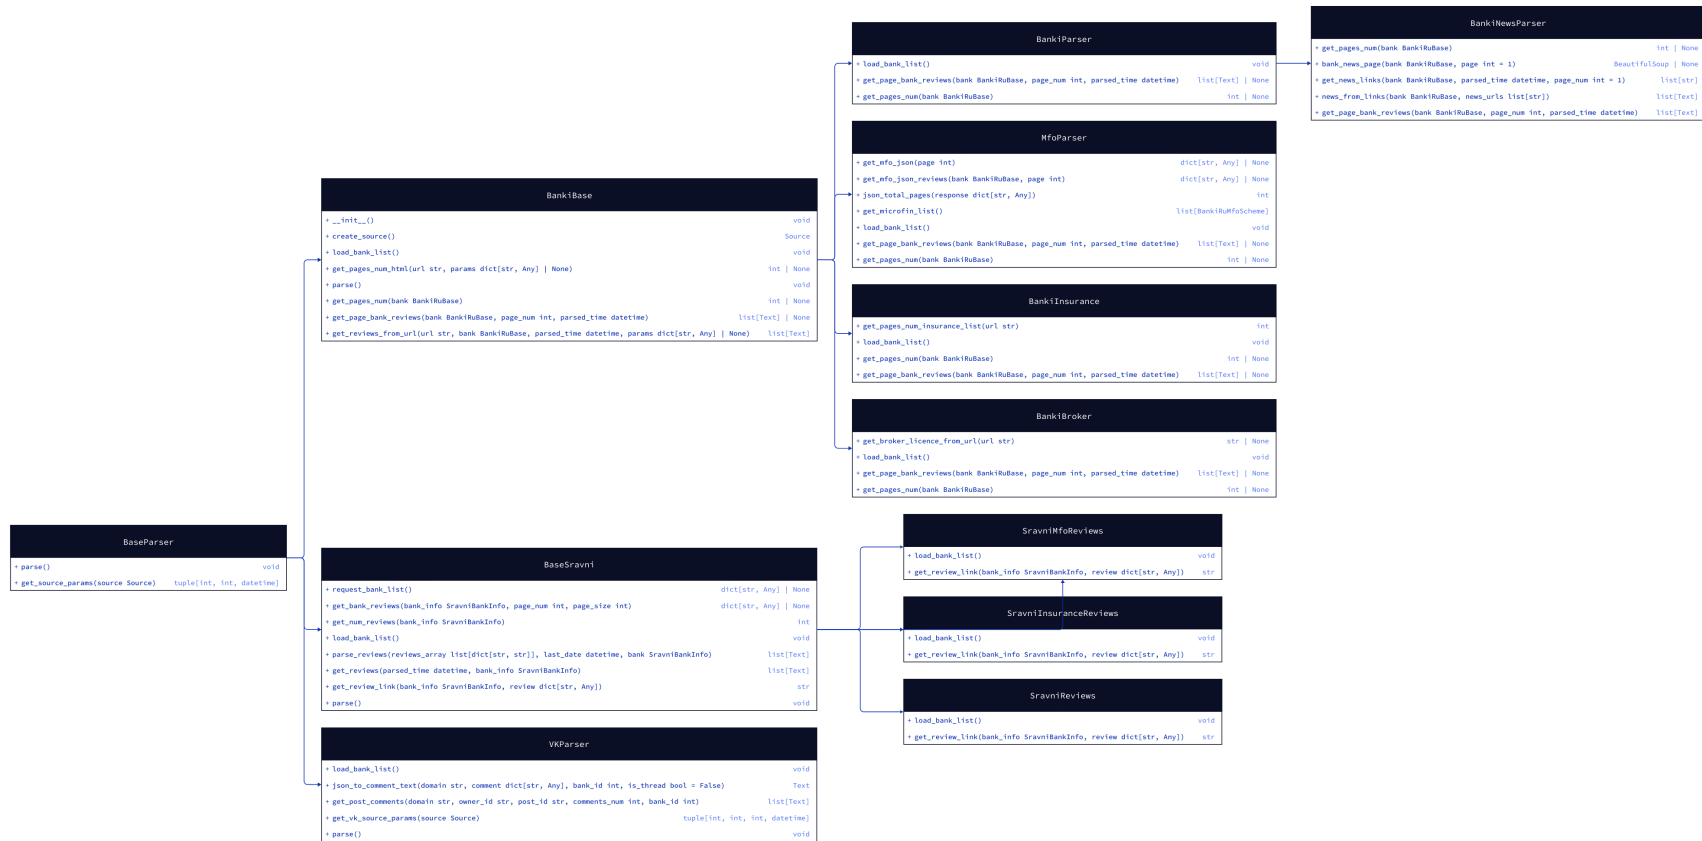 BaseParser
+ parse() void
+ get_source_params(source Source) tuple[int, int, datetime]
BankiBase
+ __init__() void
+ create_source() Source
+ load_bank_list() void
+ get_pages_num_html(url str, params dict[str, Any] | None) int | None
+ parse() void
+ get_pages_num(bank BankiRuBase) int | None
+ get_page_bank_reviews(bank BankiRuBase, page_num int, parsed_time datetime) list[Text] | None
+ get_reviews_from_url(url str, bank BankiRuBase, parsed_time datetime, params dict[str, Any] | None) list[Text]
BaseSravni
+ request_bank_list() dict[str, Any] | None
+ get_bank_reviews(bank_info SravniBankInfo, page_num int, page_size int) dict[str, Any] | None
+ get_num_reviews(bank_info SravniBankInfo) int
+ load_bank_list() void
+ parse_reviews(reviews_array list[dict[str, str]], last_date datetime, bank SravniBankInfo) list[Text]
+ get_reviews(parsed_time datetime, bank_info SravniBankInfo) list[Text]
+ get_review_link(bank_info SravniBankInfo, review dict[str, Any]) str
+ parse() void
VKParser
+ load_bank_list() void
+ json_to_comment_text(domain str, comment dict[str, Any], bank_id int, is_thread bool = False) Text
+ get_post_comments(domain str, owner_id str, post_id str, comments_num int, bank_id int) list[Text]
+ get_vk_source_params(source Source) tuple[int, int, int, datetime]
+ parse() void
BankiParser
+ load_bank_list() void
+ get_page_bank_reviews(bank BankiRuBase, page_num int, parsed_time datetime) list[Text] | None
+ get_pages_num(bank BankiRuBase) int | None
MfoParser
+ get_mfo_json(page int) dict[str, Any] | None
+ get_mfo_json_reviews(bank BankiRuBase, page int) dict[str, Any] | None
+ json_total_pages(response dict[str, Any]) int
+ get_microfin_list() list[BankiRuMfoScheme]
+ load_bank_list() void
+ get_page_bank_reviews(bank BankiRuBase, page_num int, parsed_time datetime) list[Text] | None
+ get_pages_num(bank BankiRuBase) int | None
BankiInsurance
+ get_pages_num_insurance_list(url str) int
+ load_bank_list() void
+ get_pages_num(bank BankiRuBase) int | None
+ get_page_bank_reviews(bank BankiRuBase, page_num int, parsed_time datetime) list[Text] | None
BankiBroker
+ get_broker_licence_from_url(url str) str | None
+ load_bank_list() void
+ get_page_bank_reviews(bank BankiRuBase, page_num int, parsed_time datetime) list[Text] | None
+ get_pages_num(bank BankiRuBase) int | None
SravniMfoReviews
+ load_bank_list() void
+ get_review_link(bank_info SravniBankInfo, review dict[str, Any]) str
SravniInsuranceReviews
+ load_bank_list() void
+ get_review_link(bank_info SravniBankInfo, review dict[str, Any]) str
SravniReviews
+ load_bank_list() void
+ get_review_link(bank_info SravniBankInfo, review dict[str, Any]) str
BankiNewsParser
+ get_pages_num(bank BankiRuBase) int | None
+ bank_news_page(bank BankiRuBase, page int = 1) BeautifulSoup | None
+ get_news_links(bank BankiRuBase, parsed_time datetime, page_num int = 1) list[str]
+ news_from_links(bank BankiRuBase, news_urls list[str]) list[Text]
+ get_page_bank_reviews(bank BankiRuBase, page_num int, parsed_time datetime) list[Text]